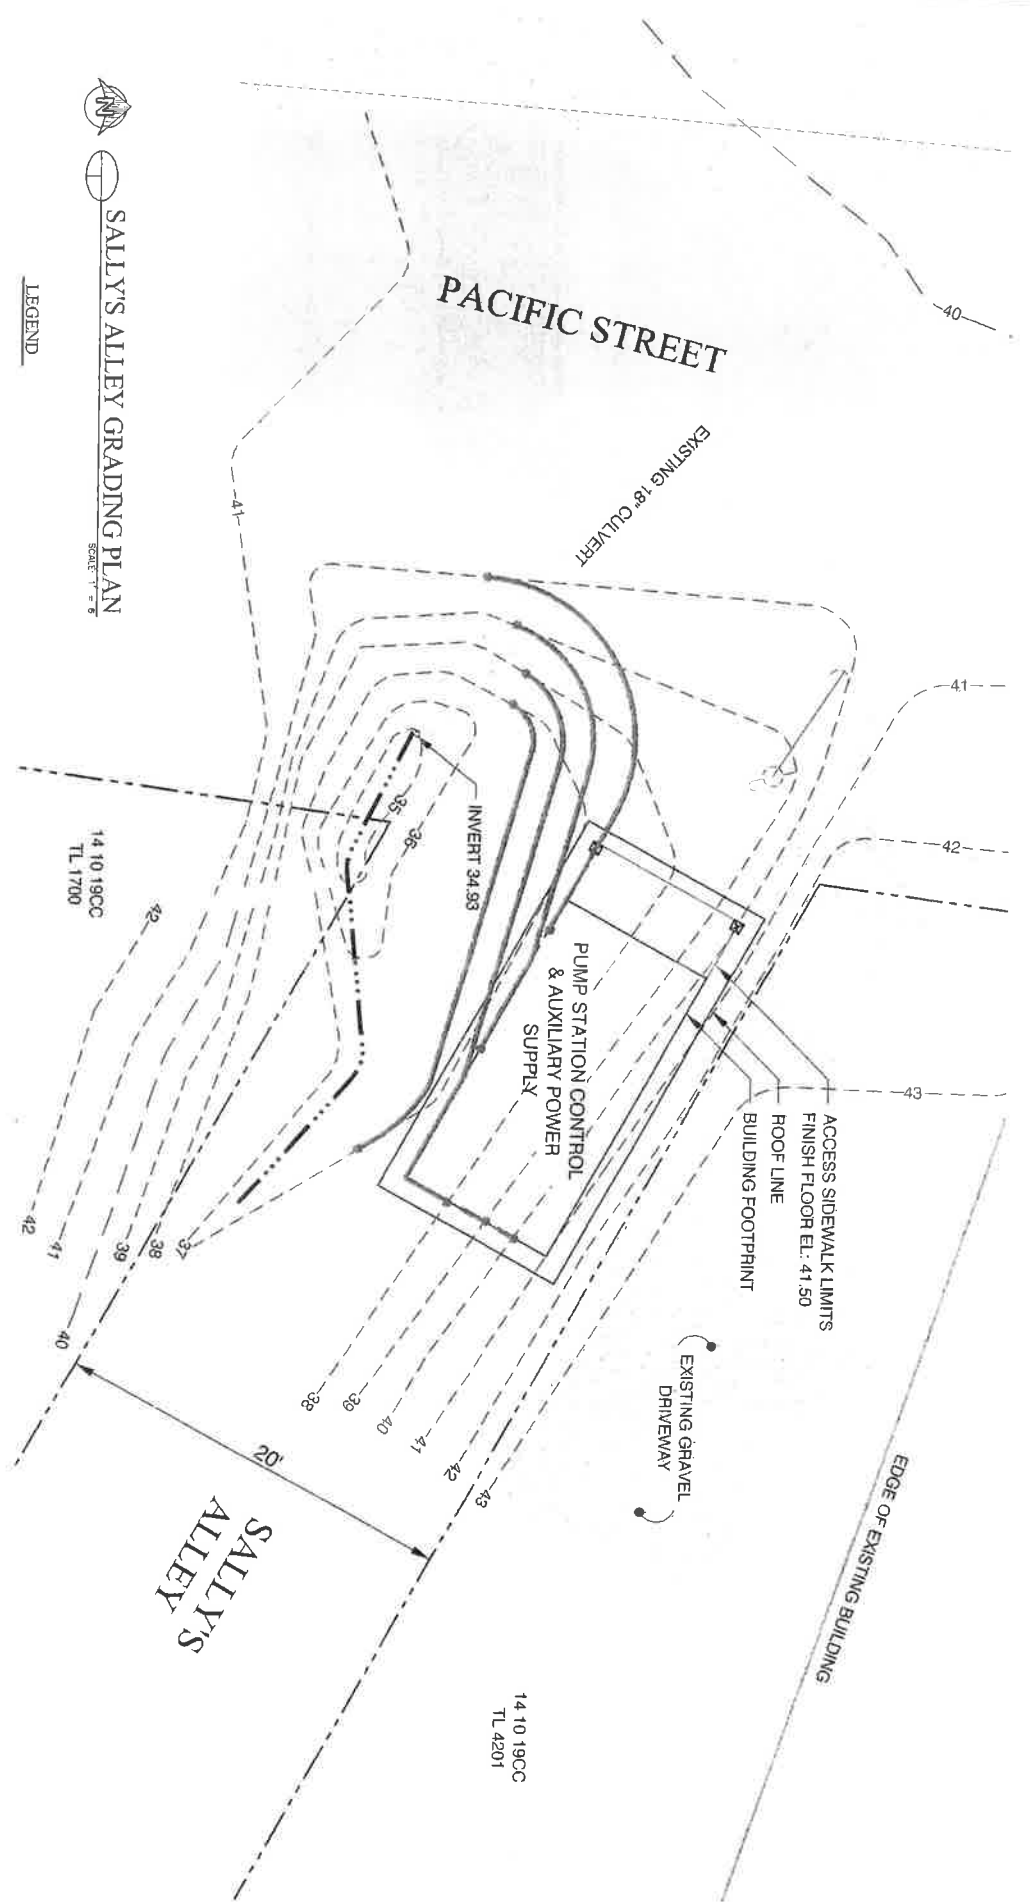 PACIFIC STREET
EXISTING 18" CULVERT
INVERT 34.93
PUMP STATION CONTROL
& AUXILIARY POWER
SUPPLY
ACCESS SIDEWALK LIMITS
FINISH FLOOR EL: 41.50
ROOF LINE
BUILDING FOOTPRINT
EXISTING GRAVEL
DRIVEWAY
EDGE OF EXISTING BUILDING
14 10 19CC
TL 4201
14 10 19CC
TL 1700
SALLY'S
ALLEY
20'
40
41
42
43
41
35
36
42
42
41
39
38
37
40
38
39
40
41
42
43
N
SALLY'S ALLEY GRADING PLAN
SCALE: 1" = 6
LEGEND